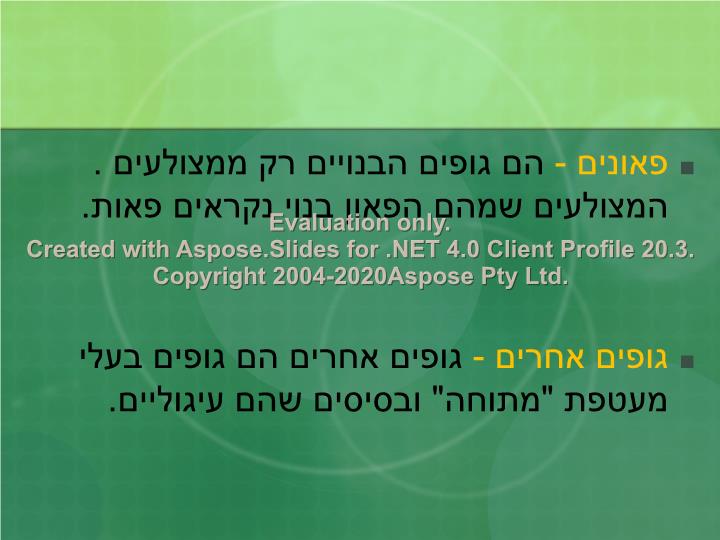 פאונים - הם גופים הבנויים רק ממצולעים .
המצולעים שמהם הפאון בנוי נקראים פאות.
Evaluation only.
Created with Aspose.Slides for .NET 4.0 Client Profile 20.3.
Copyright 2004-2020Aspose Pty Ltd.
גופים אחרים - גופים אחרים הם גופים בעלי
מעטפת "מתוחה" ובסיסים שהם עיגוליים.